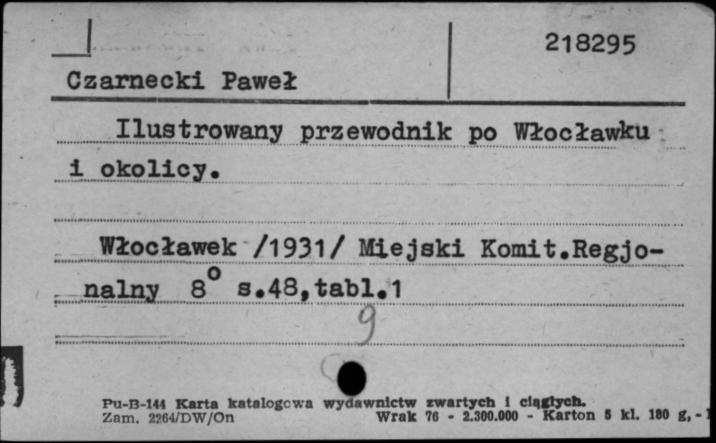 218295
Czarnecki Paweł
Ilustrowany przewodnik po Włocławku
i okolicy.
Włocławek /1931/ Miejski Komit.Regjo-
nalny 8° s.48,tabl.1
9
Pu-B-144 Karta katalogowa wydawnictw zwartych i ciągłych.
Zam. 2264/DW/On Wrak 76 - 2.300.000 - Karton 5 kl. 180 g, -